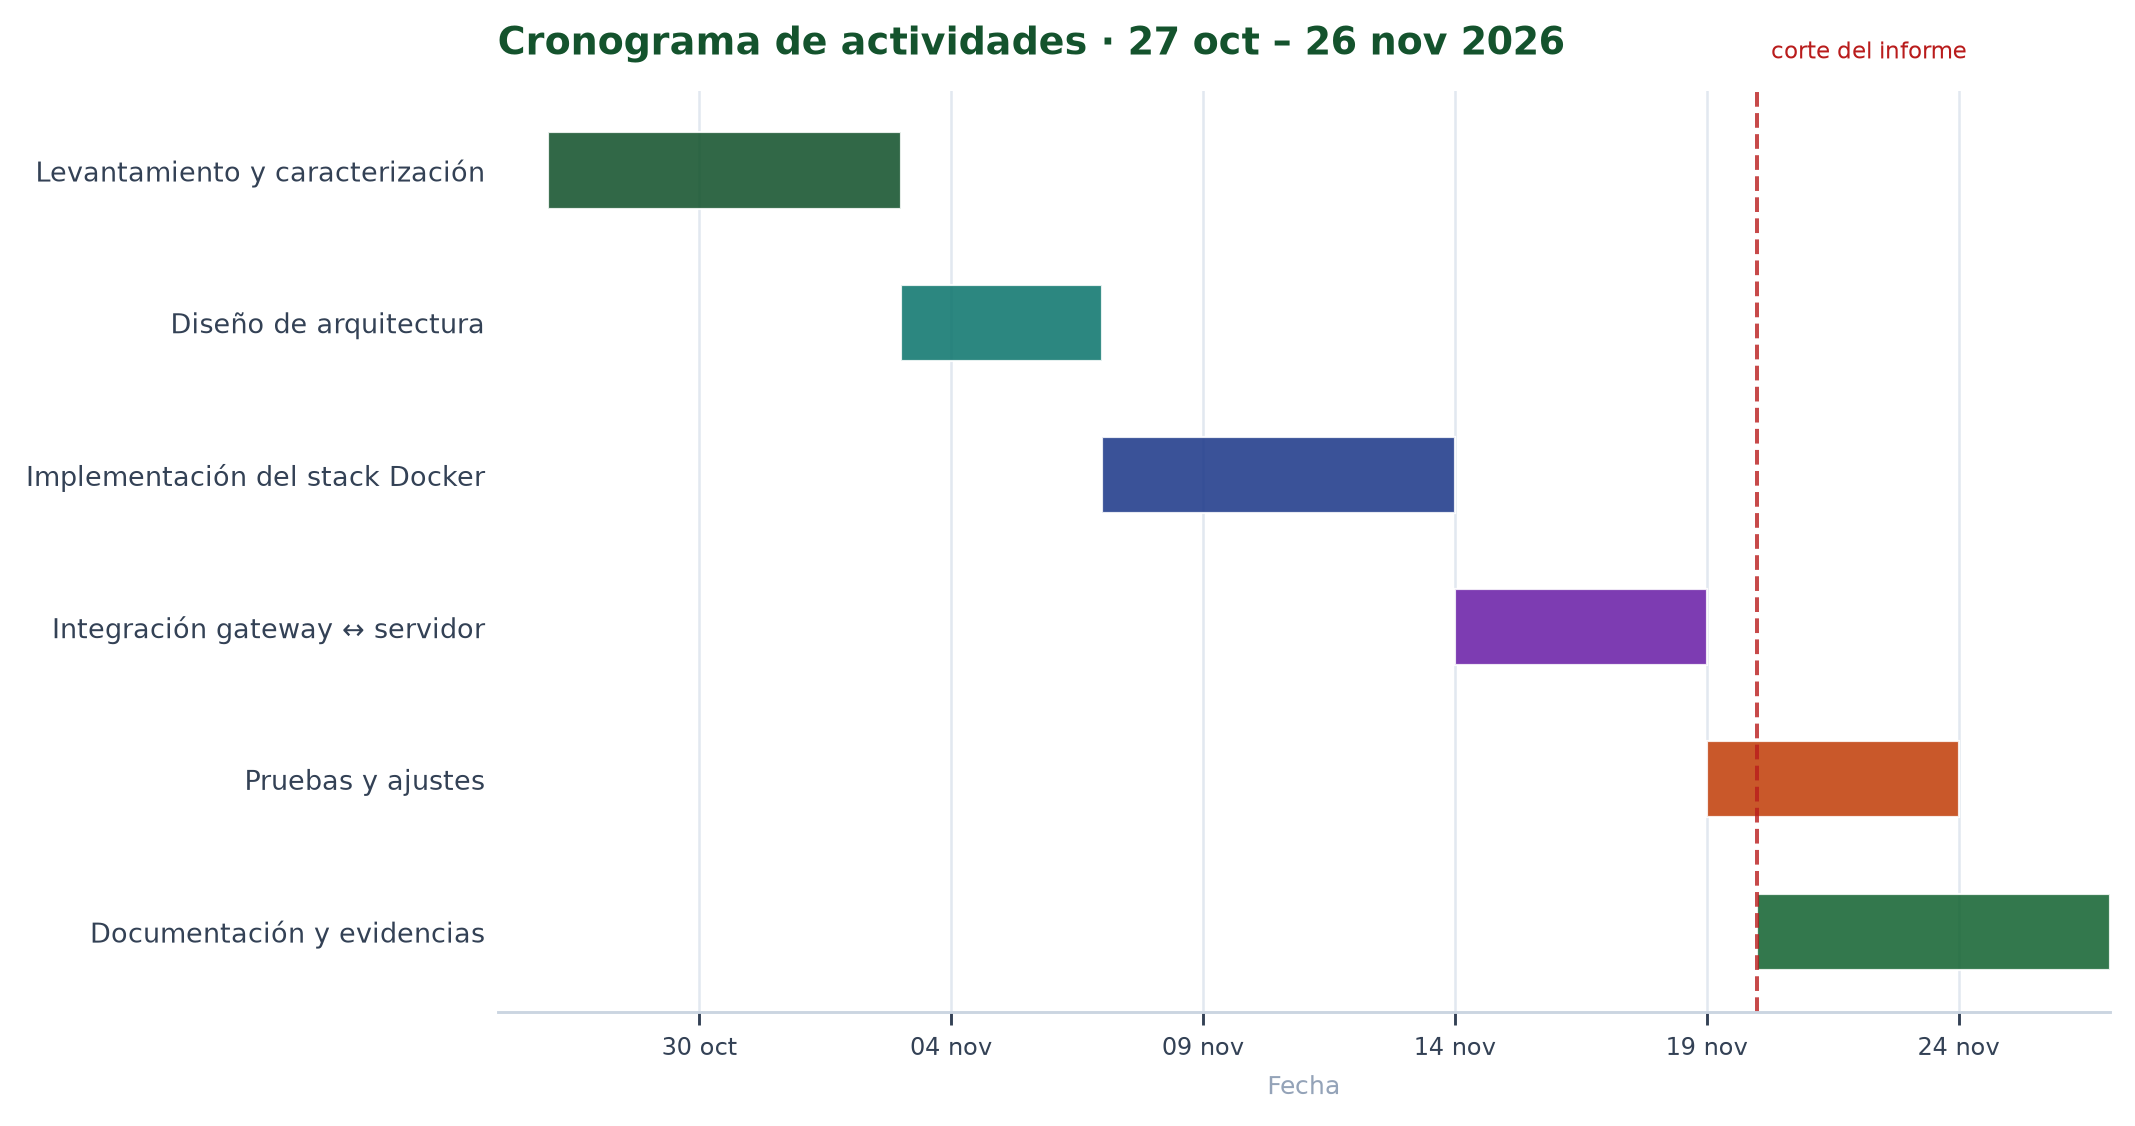 Cronograma de actividades · 27 oct – 26 nov 2026
corte del informe
Levantamiento y caracterización
Diseño de arquitectura
Implementación del stack Docker
Integración gateway ↔ servidor
Pruebas y ajustes
Documentación y evidencias
30 oct 04 nov 09 nov 14 nov 19 nov 24 nov
Fecha